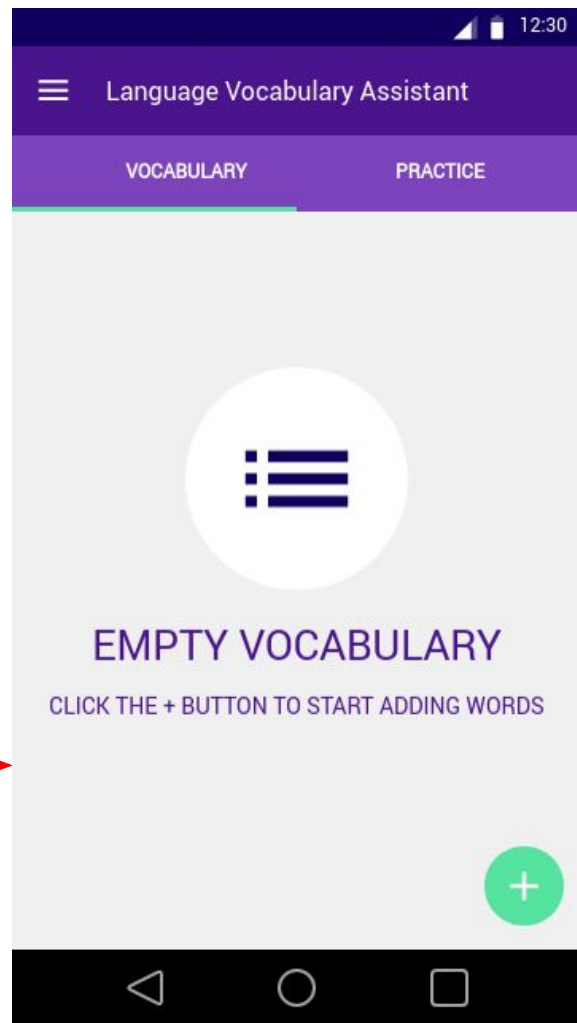 12:30
Language Vocabulary Assistant
VOCABULARY PRACTICE
EMPTY VOCABULARY
CLICK THE + BUTTON TO START ADDING WORDS
+